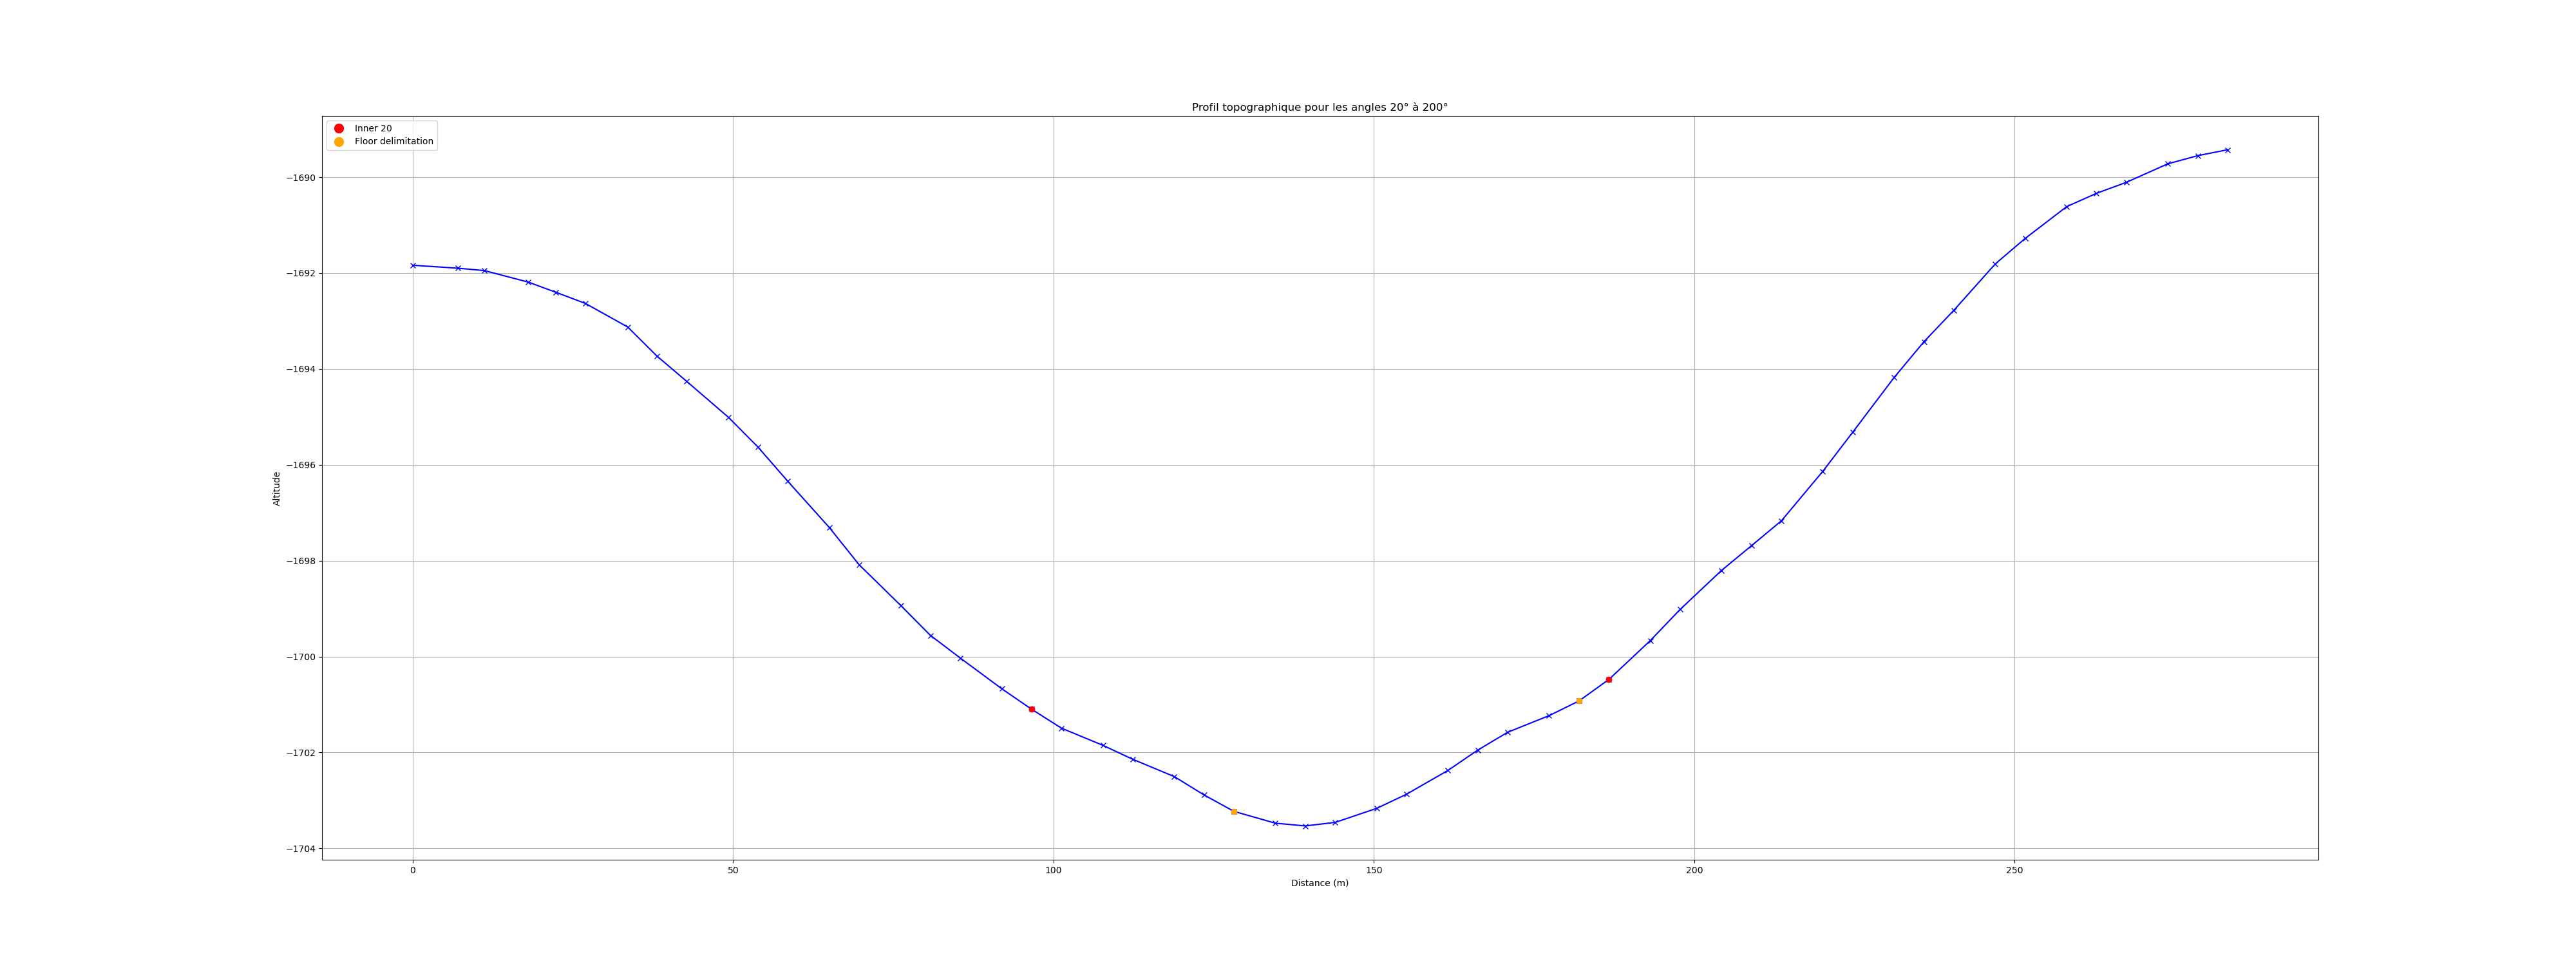 Profil topographique pour les angles 20° à 200°
Inner 20
Floor delimitation
−1690
−1692
−1694
−1696
−1698
−1700
−1702
−1704
Altitude
0 50 100 150 200 250
Distance (m)